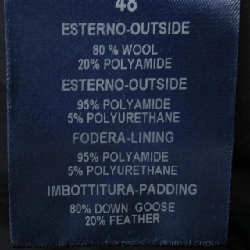 48
ESTERNO-OUTSIDE
80 % WOOL
20% POLYAMIDE
ESTERNO-OUTSIDE
95% POLYAMIDE
5% POLYURETHANE
FODERA-LINING
95% POLYAMIDE
5% POLYURETHANE
IMBOTTITURA-PADDING
80% DOWN GOOSE
20% FEATHER